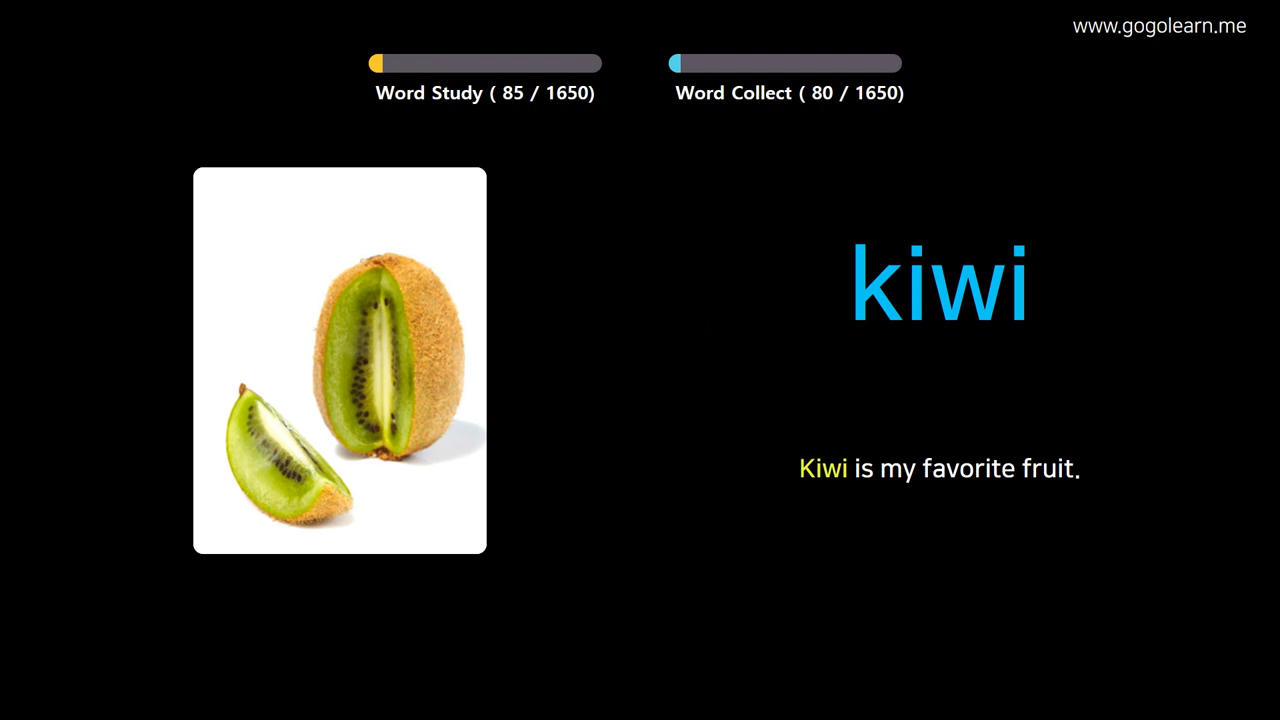 www.gogolearn.me
Word Study ( 85 / 1650)
Word Collect ( 80 / 1650)
kiwi
Kiwi is my favorite fruit.